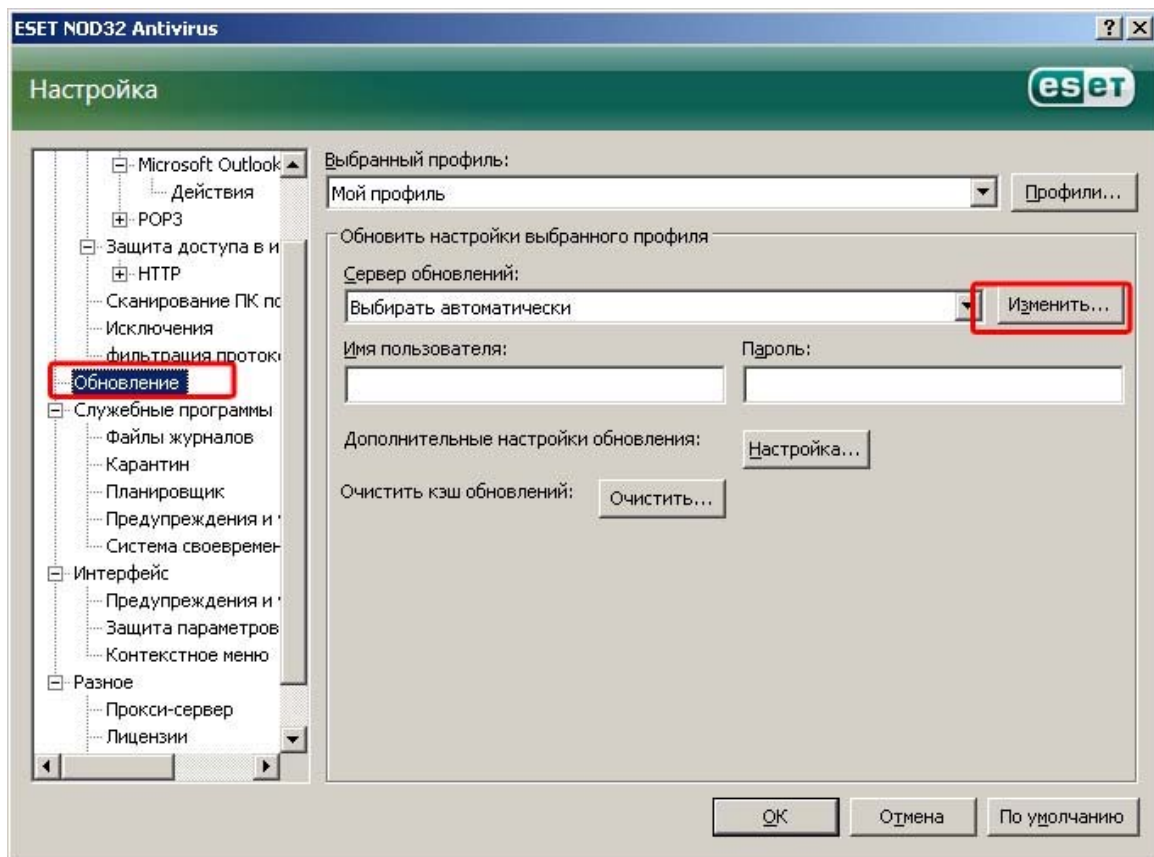 ESET NOD32 Antivirus
Настройка
eseT
Microsoft Outlook
Действия
POP3
Защита доступа в и
HTTP
Сканирование ПК по
Исключения
фильтрация проток
Обновление
Служебные программы
Файлы журналов
Карантин
Планировщик
Предупреждения и
Система своевремен
Интерфейс
Предупреждения и
Защита параметров
Контекстное меню
Разное
Прокси-сервер
Лицензии
Выбранный профиль:
Мой профиль
Профили...
Обновить настройки выбранного профиля
Сервер обновлений:
Выбирать автоматически
Изменить...
Имя пользователя:
Пароль:
Дополнительные настройки обновления:
Настройка...
Очистить кэш обновлений:
Очистить...
OK
Отмена
По умолчанию